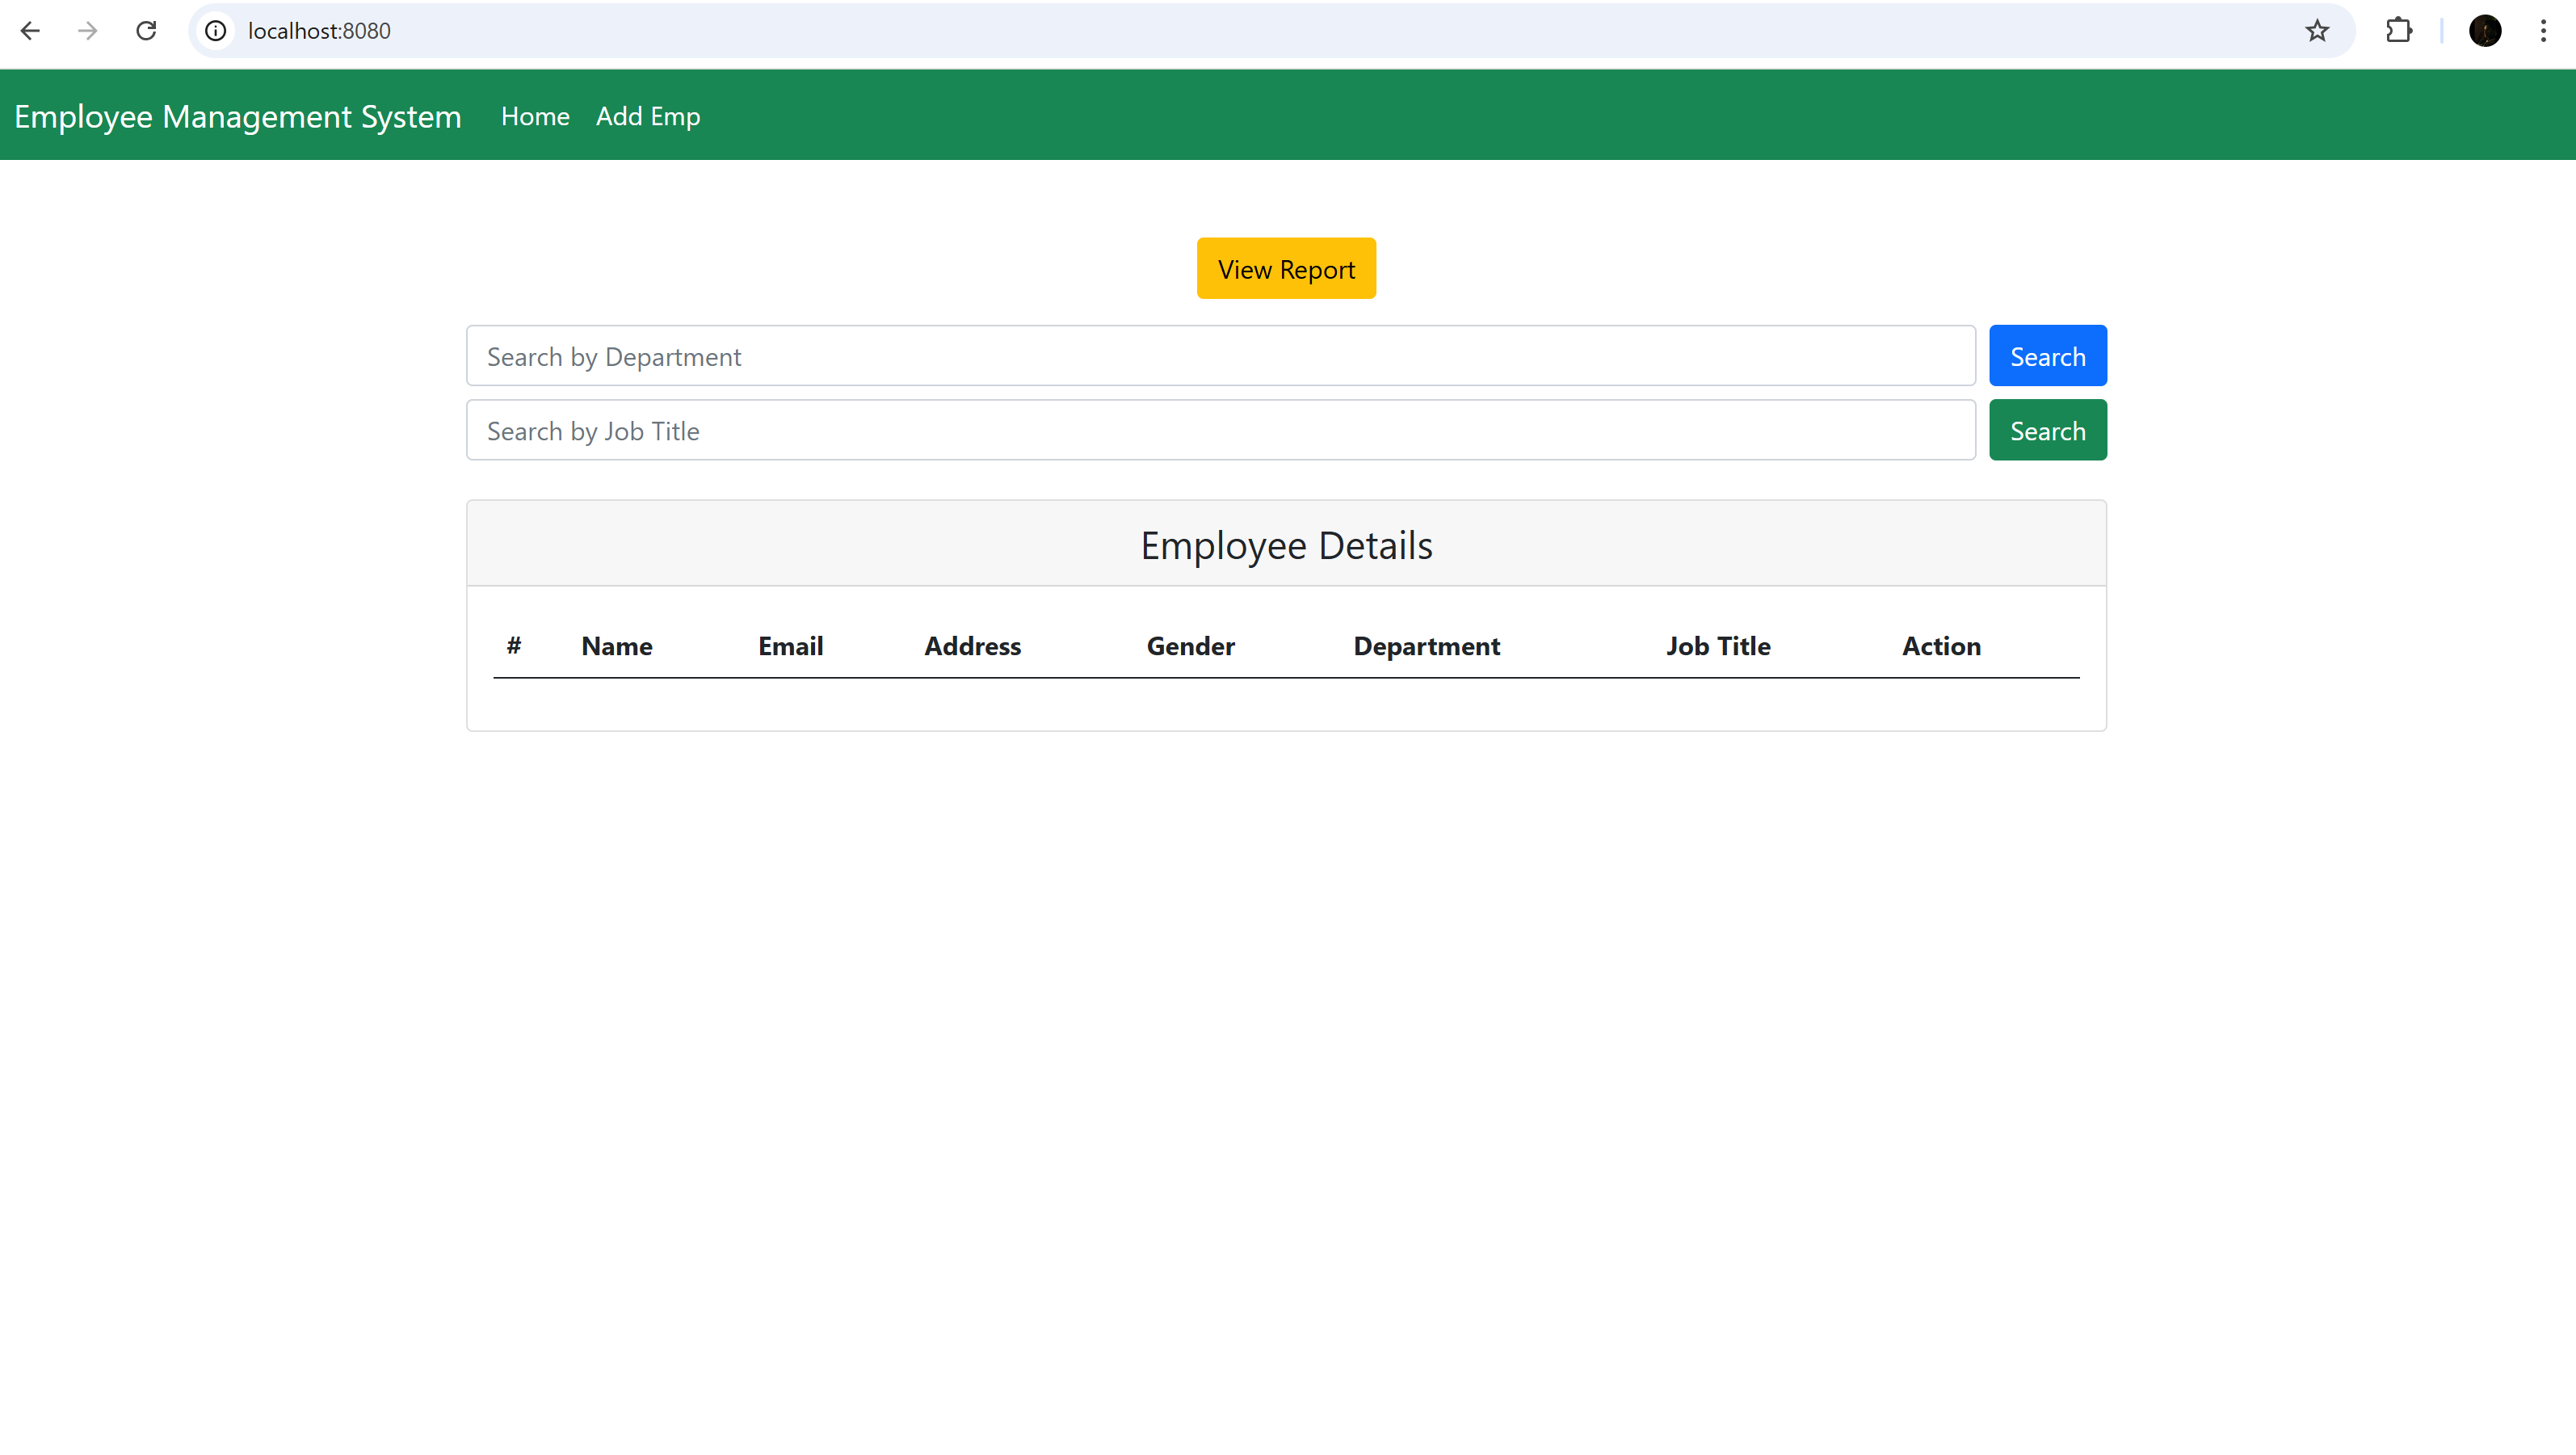 localhost:8080
Employee Management System Home Add Emp
View Report
Search by Department Search
Search by Job Title Search
Employee Details
# Name Email Address Gender Department Job Title Action